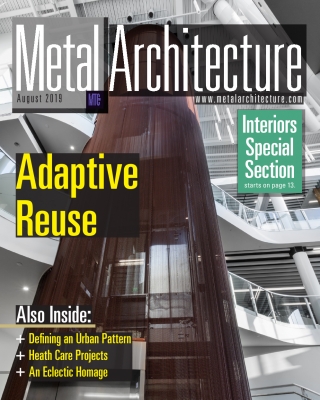 Metal Architecture
August 2019
MTG
www.metalarchitecture.com
Interiors
Special
Section
starts on page 13.
Adaptive
Reuse
Also Inside:
+ Defining an Urban Pattern
+ Heath Care Projects
+ An Eclectic Homage